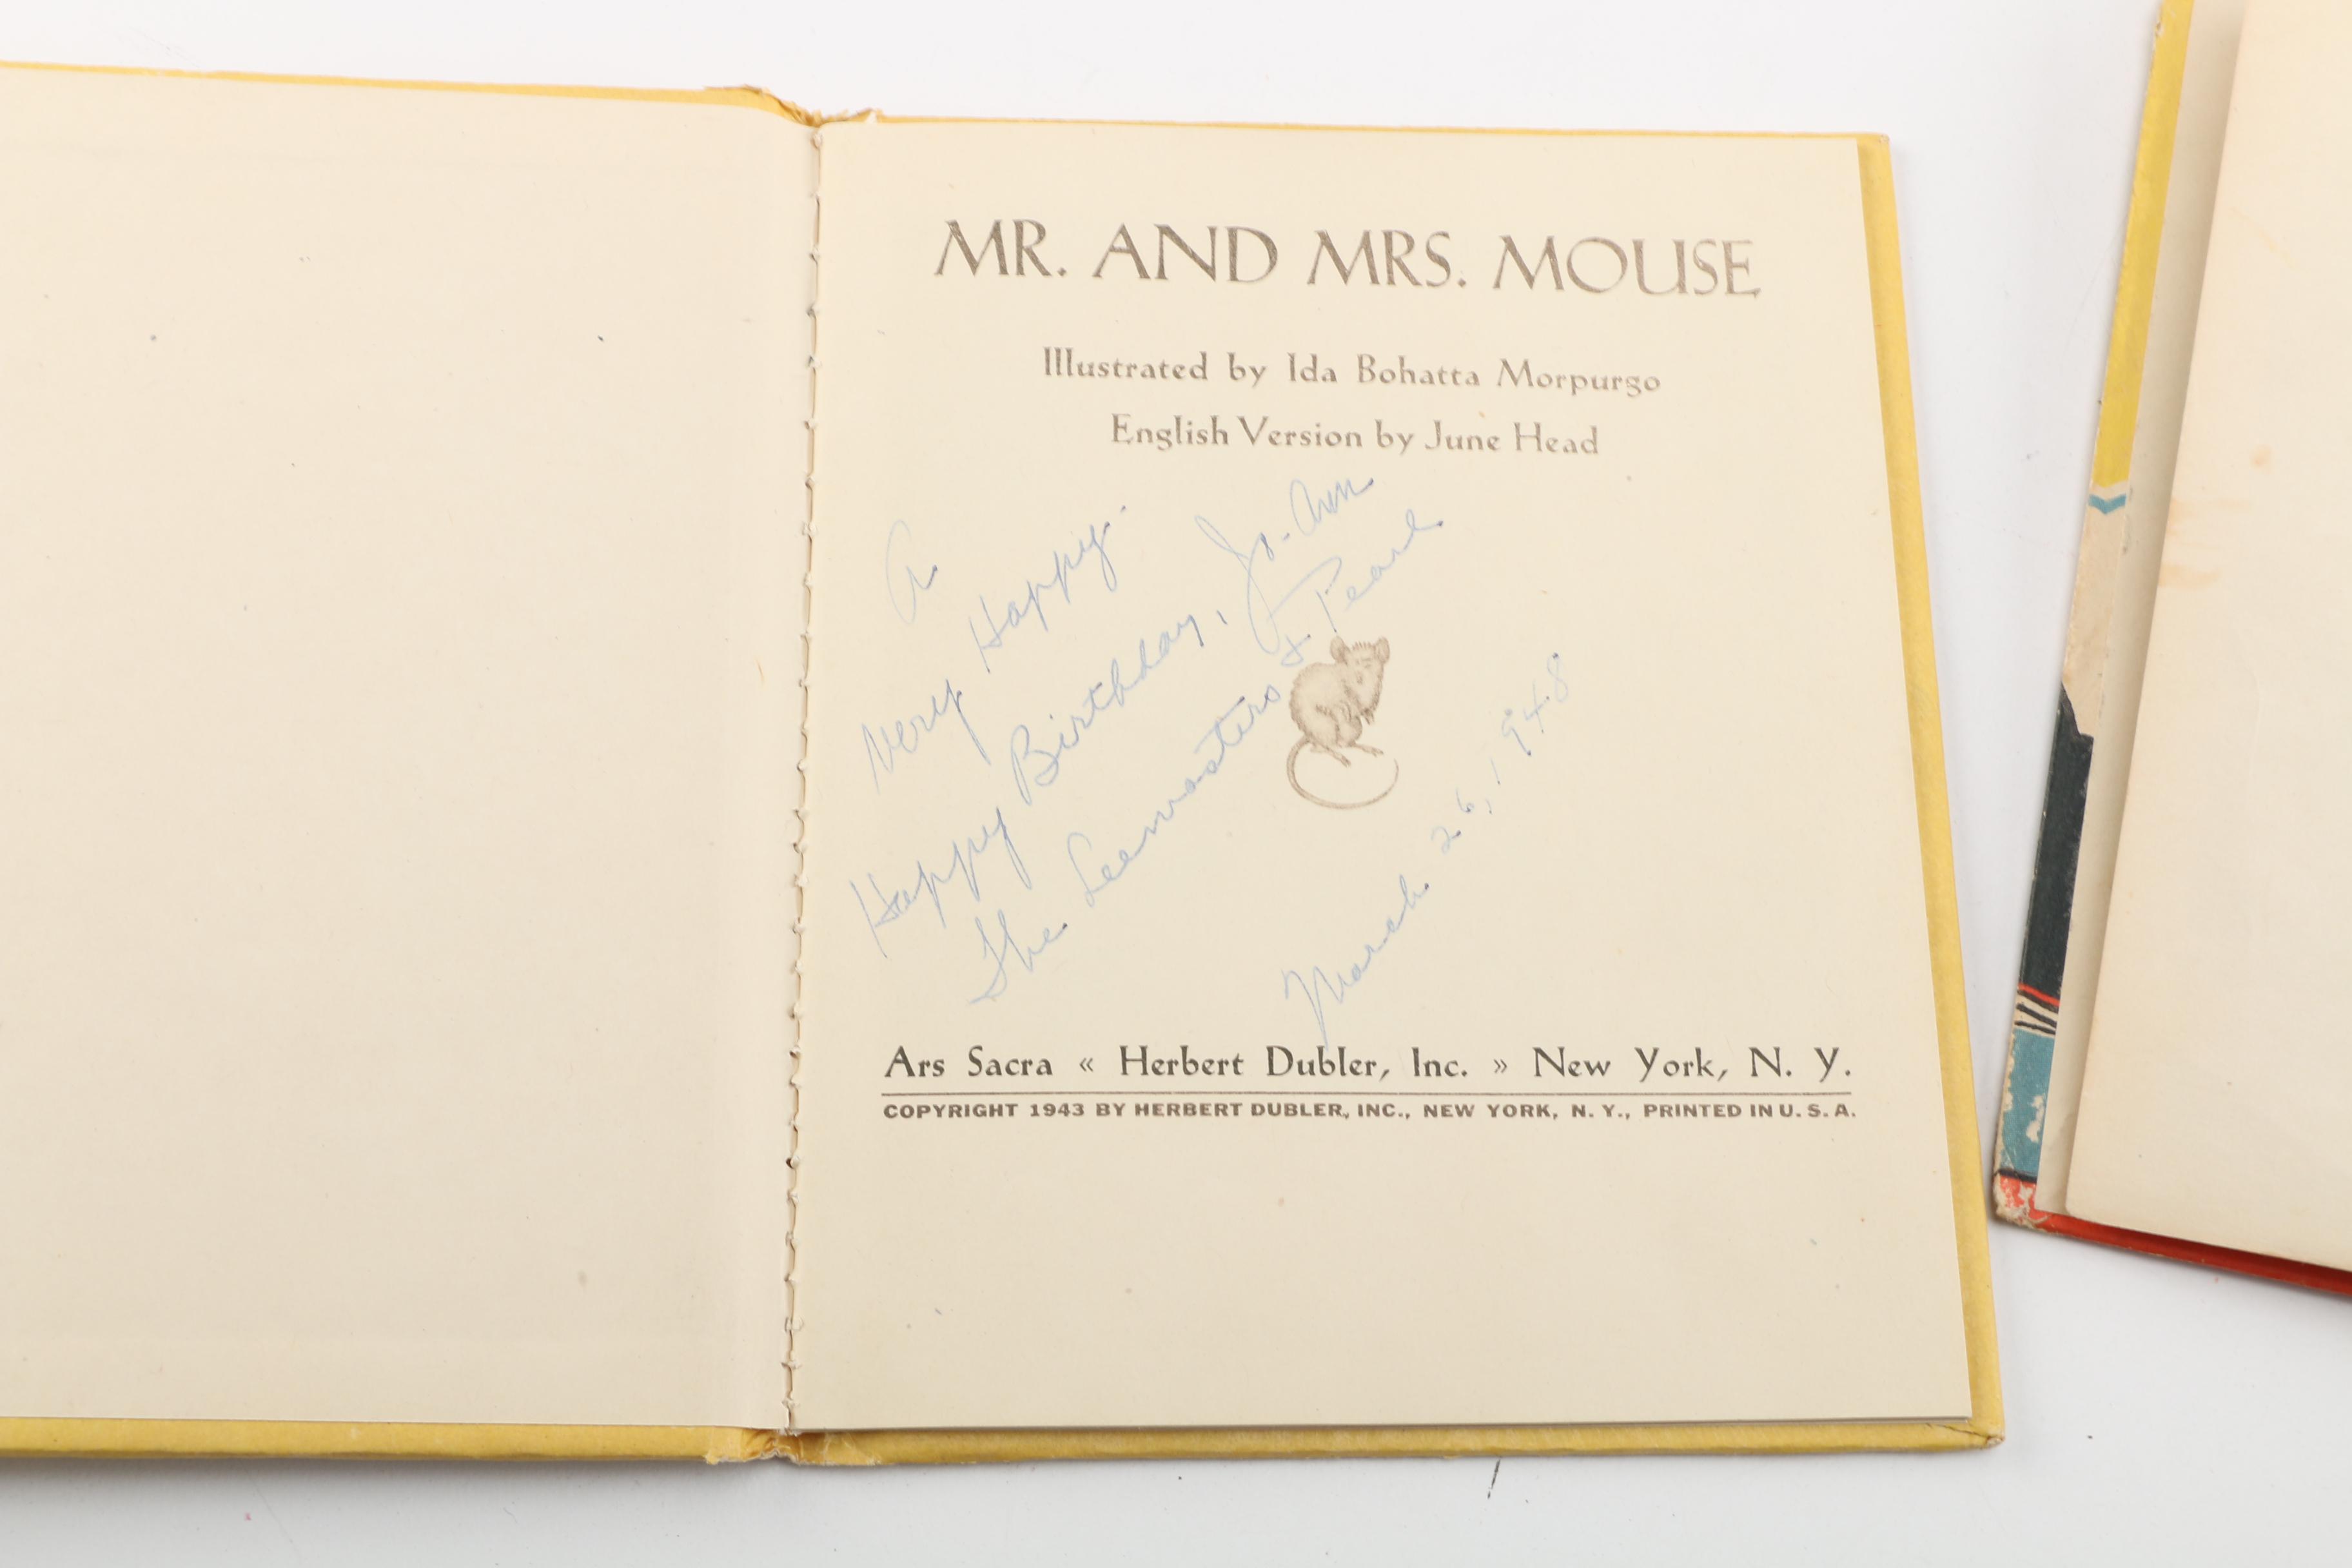 MR. AND MRS. MOUSE
Illustrated by Ida Bohatta Morpurgo
English Version by June Head
A
Very Happy
Happy Birthday, Jo-Ann
The Leemasters & Pearl
March 26, 1948
Ars Sacra « Herbert Dubler, Inc. » New York, N. Y.
COPYRIGHT 1943 BY HERBERT DUBLER, INC., NEW YORK, N. Y., PRINTED IN U. S. A.